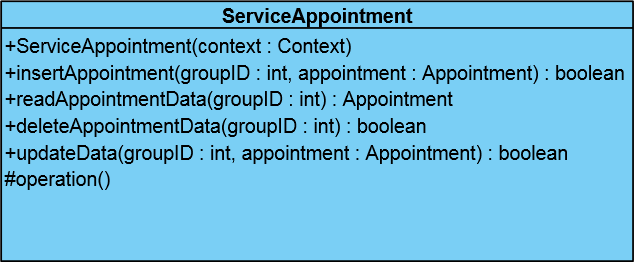 ServiceAppointment
+ServiceAppointment(context : Context)
+insertAppointment(groupID : int, appointment : Appointment) : boolean
+readAppointmentData(groupID : int) : Appointment
+deleteAppointmentData(groupID : int) : boolean
+updateData(groupID : int, appointment : Appointment) : boolean
#operation()